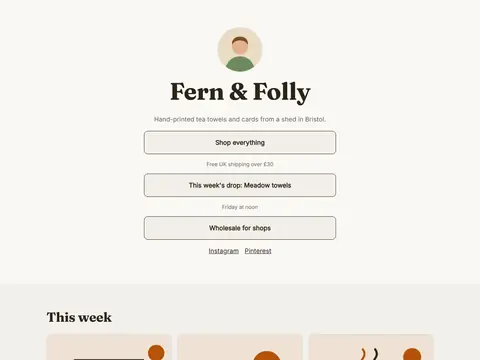 Fern & Folly
Hand-printed tea towels and cards from a shed in Bristol.
Shop everything
Free UK shipping over £30
This week's drop: Meadow towels
Friday at noon
Wholesale for shops
Instagram Pinterest
This week